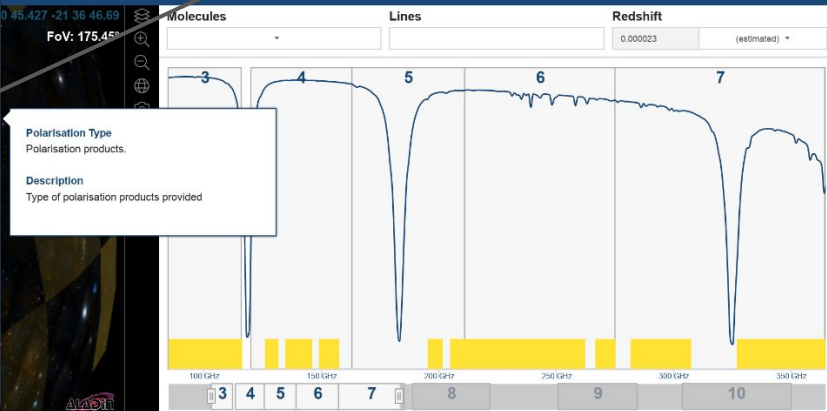 0 45.427 -21 36 46.69
FoV: 175.45°
Molecules
Lines
Redshift
0.000023
(estimated)
3 4 5 6 7
Polarisation Type
Polarisation products.
Description
Type of polarisation products provided
100 GHz 150 GHz 200 GHz 250 GHz 300 GHz 350 GHz
3 4 5 6 7 8 9 10
ALADIN